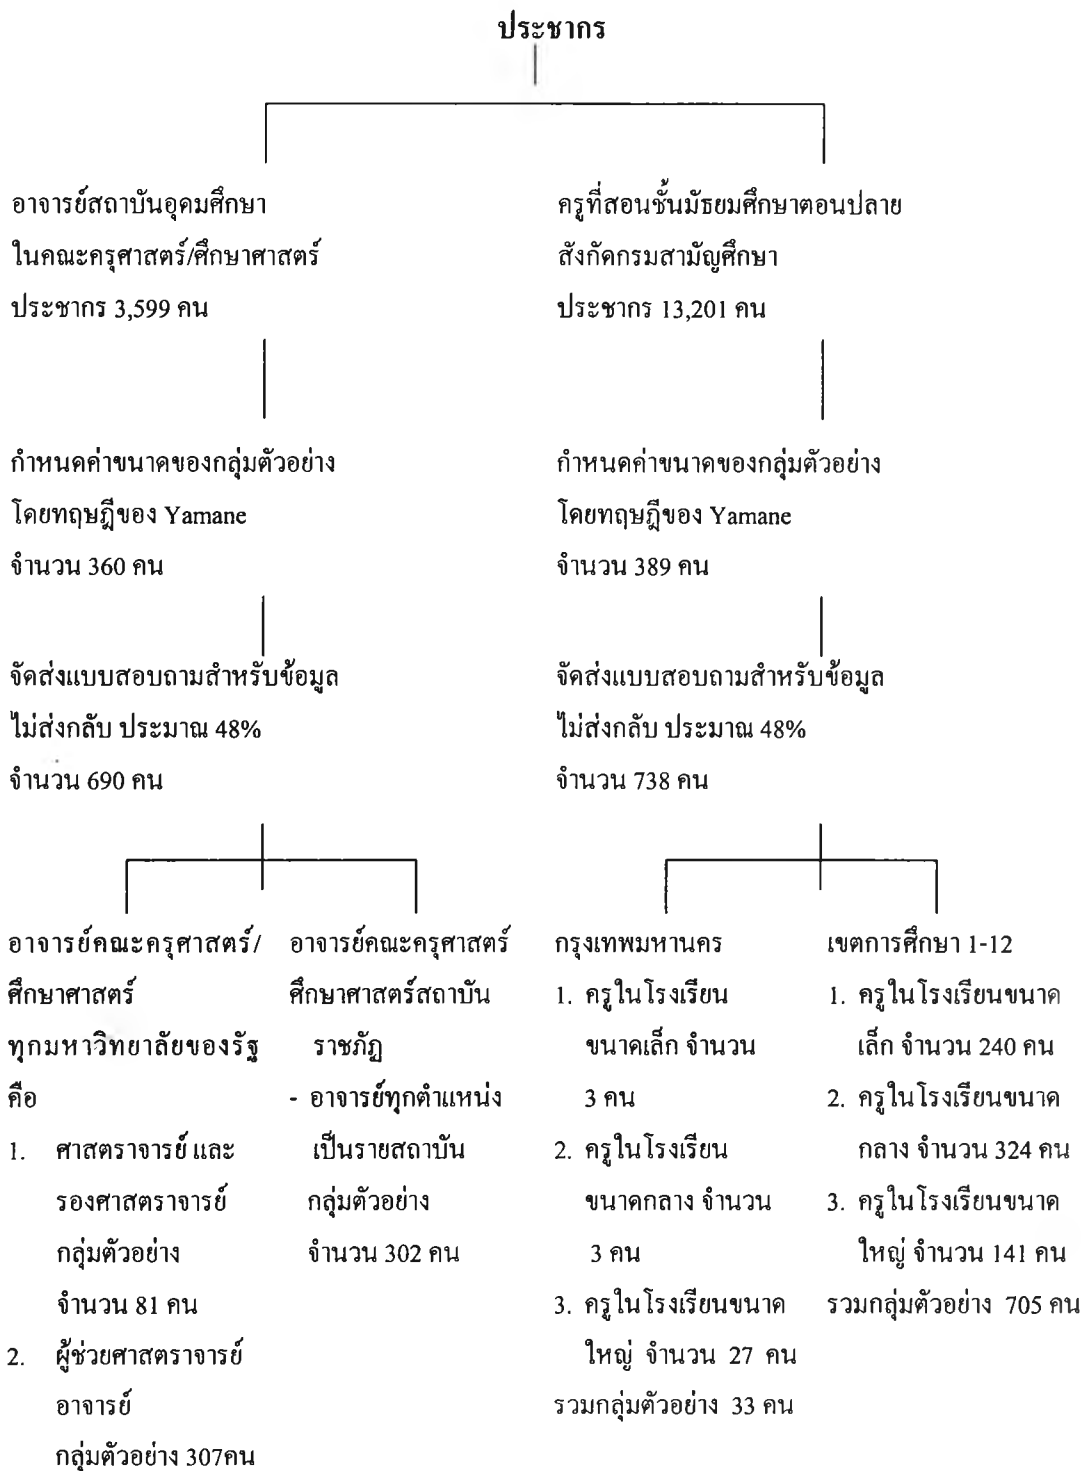 ประชากร
อาจารย์สถาบันอุดมศึกษา
ในคณะครุศาสตร์/ศึกษาศาสตร์
ประชากร 3,599 คน
ครูที่สอนชั้นมัธยมศึกษาตอนปลาย
สังกัดกรมสามัญศึกษา
ประชากร 13,201 คน
กำหนดค่าขนาดของกลุ่มตัวอย่าง
โดยทฤษฎีของ Yamane
จำนวน 360 คน
กำหนดค่าขนาดของกลุ่มตัวอย่าง
โดยทฤษฎีของ Yamane
จำนวน 389 คน
จัดส่งแบบสอบถามสำหรับข้อมูล
ไม่ส่งกลับ ประมาณ 48%
จำนวน 690 คน
จัดส่งแบบสอบถามสำหรับข้อมูล
ไม่ส่งกลับ ประมาณ 48%
จำนวน 738 คน
อาจารย์คณะครุศาสตร์/
ศึกษาศาสตร์
ทุกมหาวิทยาลัยของรัฐ
คือ
1. ศาสตราจารย์ และ
รองศาสตราจารย์
กลุ่มตัวอย่าง
จำนวน 81 คน
2. ผู้ช่วยศาสตราจารย์
อาจารย์
กลุ่มตัวอย่าง 307คน
อาจารย์คณะครุศาสตร์
ศึกษาศาสตร์สถาบัน
ราชภัฏ
- อาจารย์ทุกตำแหน่ง
เป็นรายสถาบัน
กลุ่มตัวอย่าง
จำนวน 302 คน
กรุงเทพมหานคร
1. ครูในโรงเรียน
ขนาดเล็ก จำนวน
3 คน
2. ครูในโรงเรียน
ขนาดกลาง จำนวน
3 คน
3. ครูในโรงเรียนขนาด
ใหญ่ จำนวน 27 คน
รวมกลุ่มตัวอย่าง 33 คน
เขตการศึกษา 1-12
1. ครูในโรงเรียนขนาด
เล็ก จำนวน 240 คน
2. ครูในโรงเรียนขนาด
กลาง จำนวน 324 คน
3. ครูในโรงเรียนขนาด
ใหญ่ จำนวน 141 คน
รวมกลุ่มตัวอย่าง 705 คน